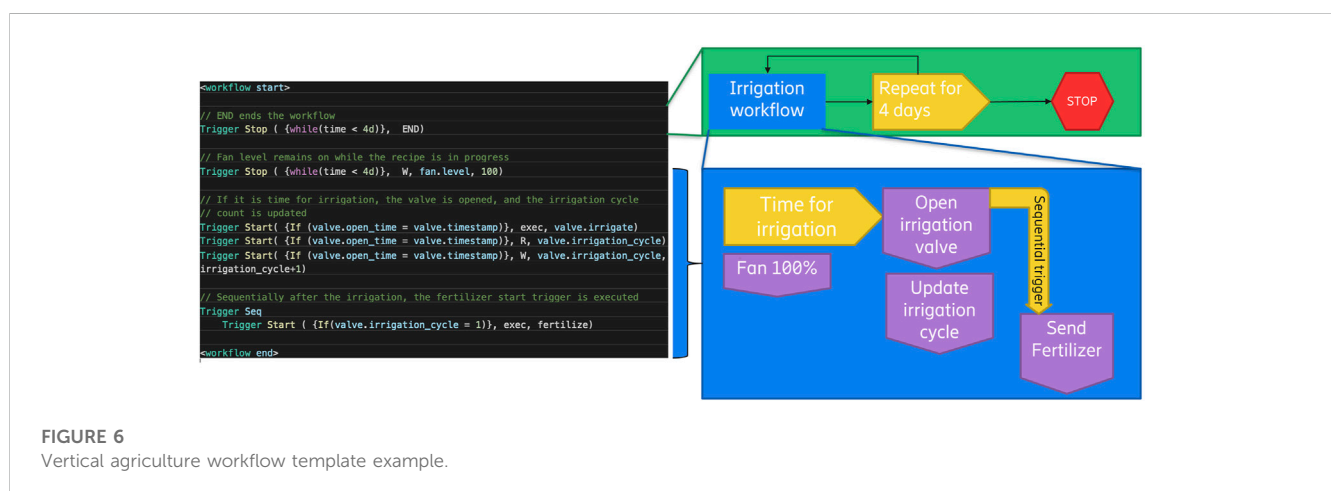 <workflow start>
// END ends the workflow
Trigger Stop ( {while(time < 4d)},  END)
// Fan level remains on while the recipe is in progress
Trigger Stop ( {while(time < 4d)},  W, fan.level, 100)
// If it is time for irrigation, the valve is opened, and the irrigation cycle
// count is updated
Trigger Start( {If (valve.open_time = valve.timestamp)}, exec, valve.irrigate)
Trigger Start( {If (valve.open_time = valve.timestamp)}, R, valve.irrigation_cycle)
Trigger Start( {If (valve.open_time = valve.timestamp)}, W, valve.irrigation_cycle,
irrigation_cycle+1)
// Sequentially after the irrigation, the fertilizer start trigger is executed
Trigger Seq
    Trigger Start ( {If(valve.irrigation_cycle = 1)}, exec, fertilize)
<workflow end>
Irrigation
workflow
Repeat for
4 days
STOP
Time for
irrigation
Fan 100%
Open
irrigation
valve
Update
irrigation
cycle
Sequential trigger
Send
Fertilizer
FIGURE 6
Vertical agriculture workflow template example.